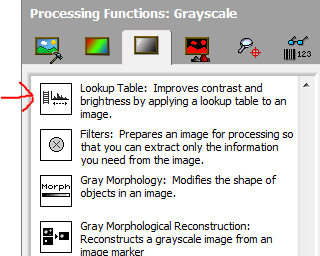 Processing Functions: Grayscale
123
Lookup Table: Improves contrast and
brightness by applying a lookup table to an
image.
Filters: Prepares an image for processing so
that you can extract only the information
you need from the image.
Morph
Gray Morphology: Modifies the shape of
objects in an image.
Gray Morphological Reconstruction:
Reconstructs a grayscale image from an
image marker